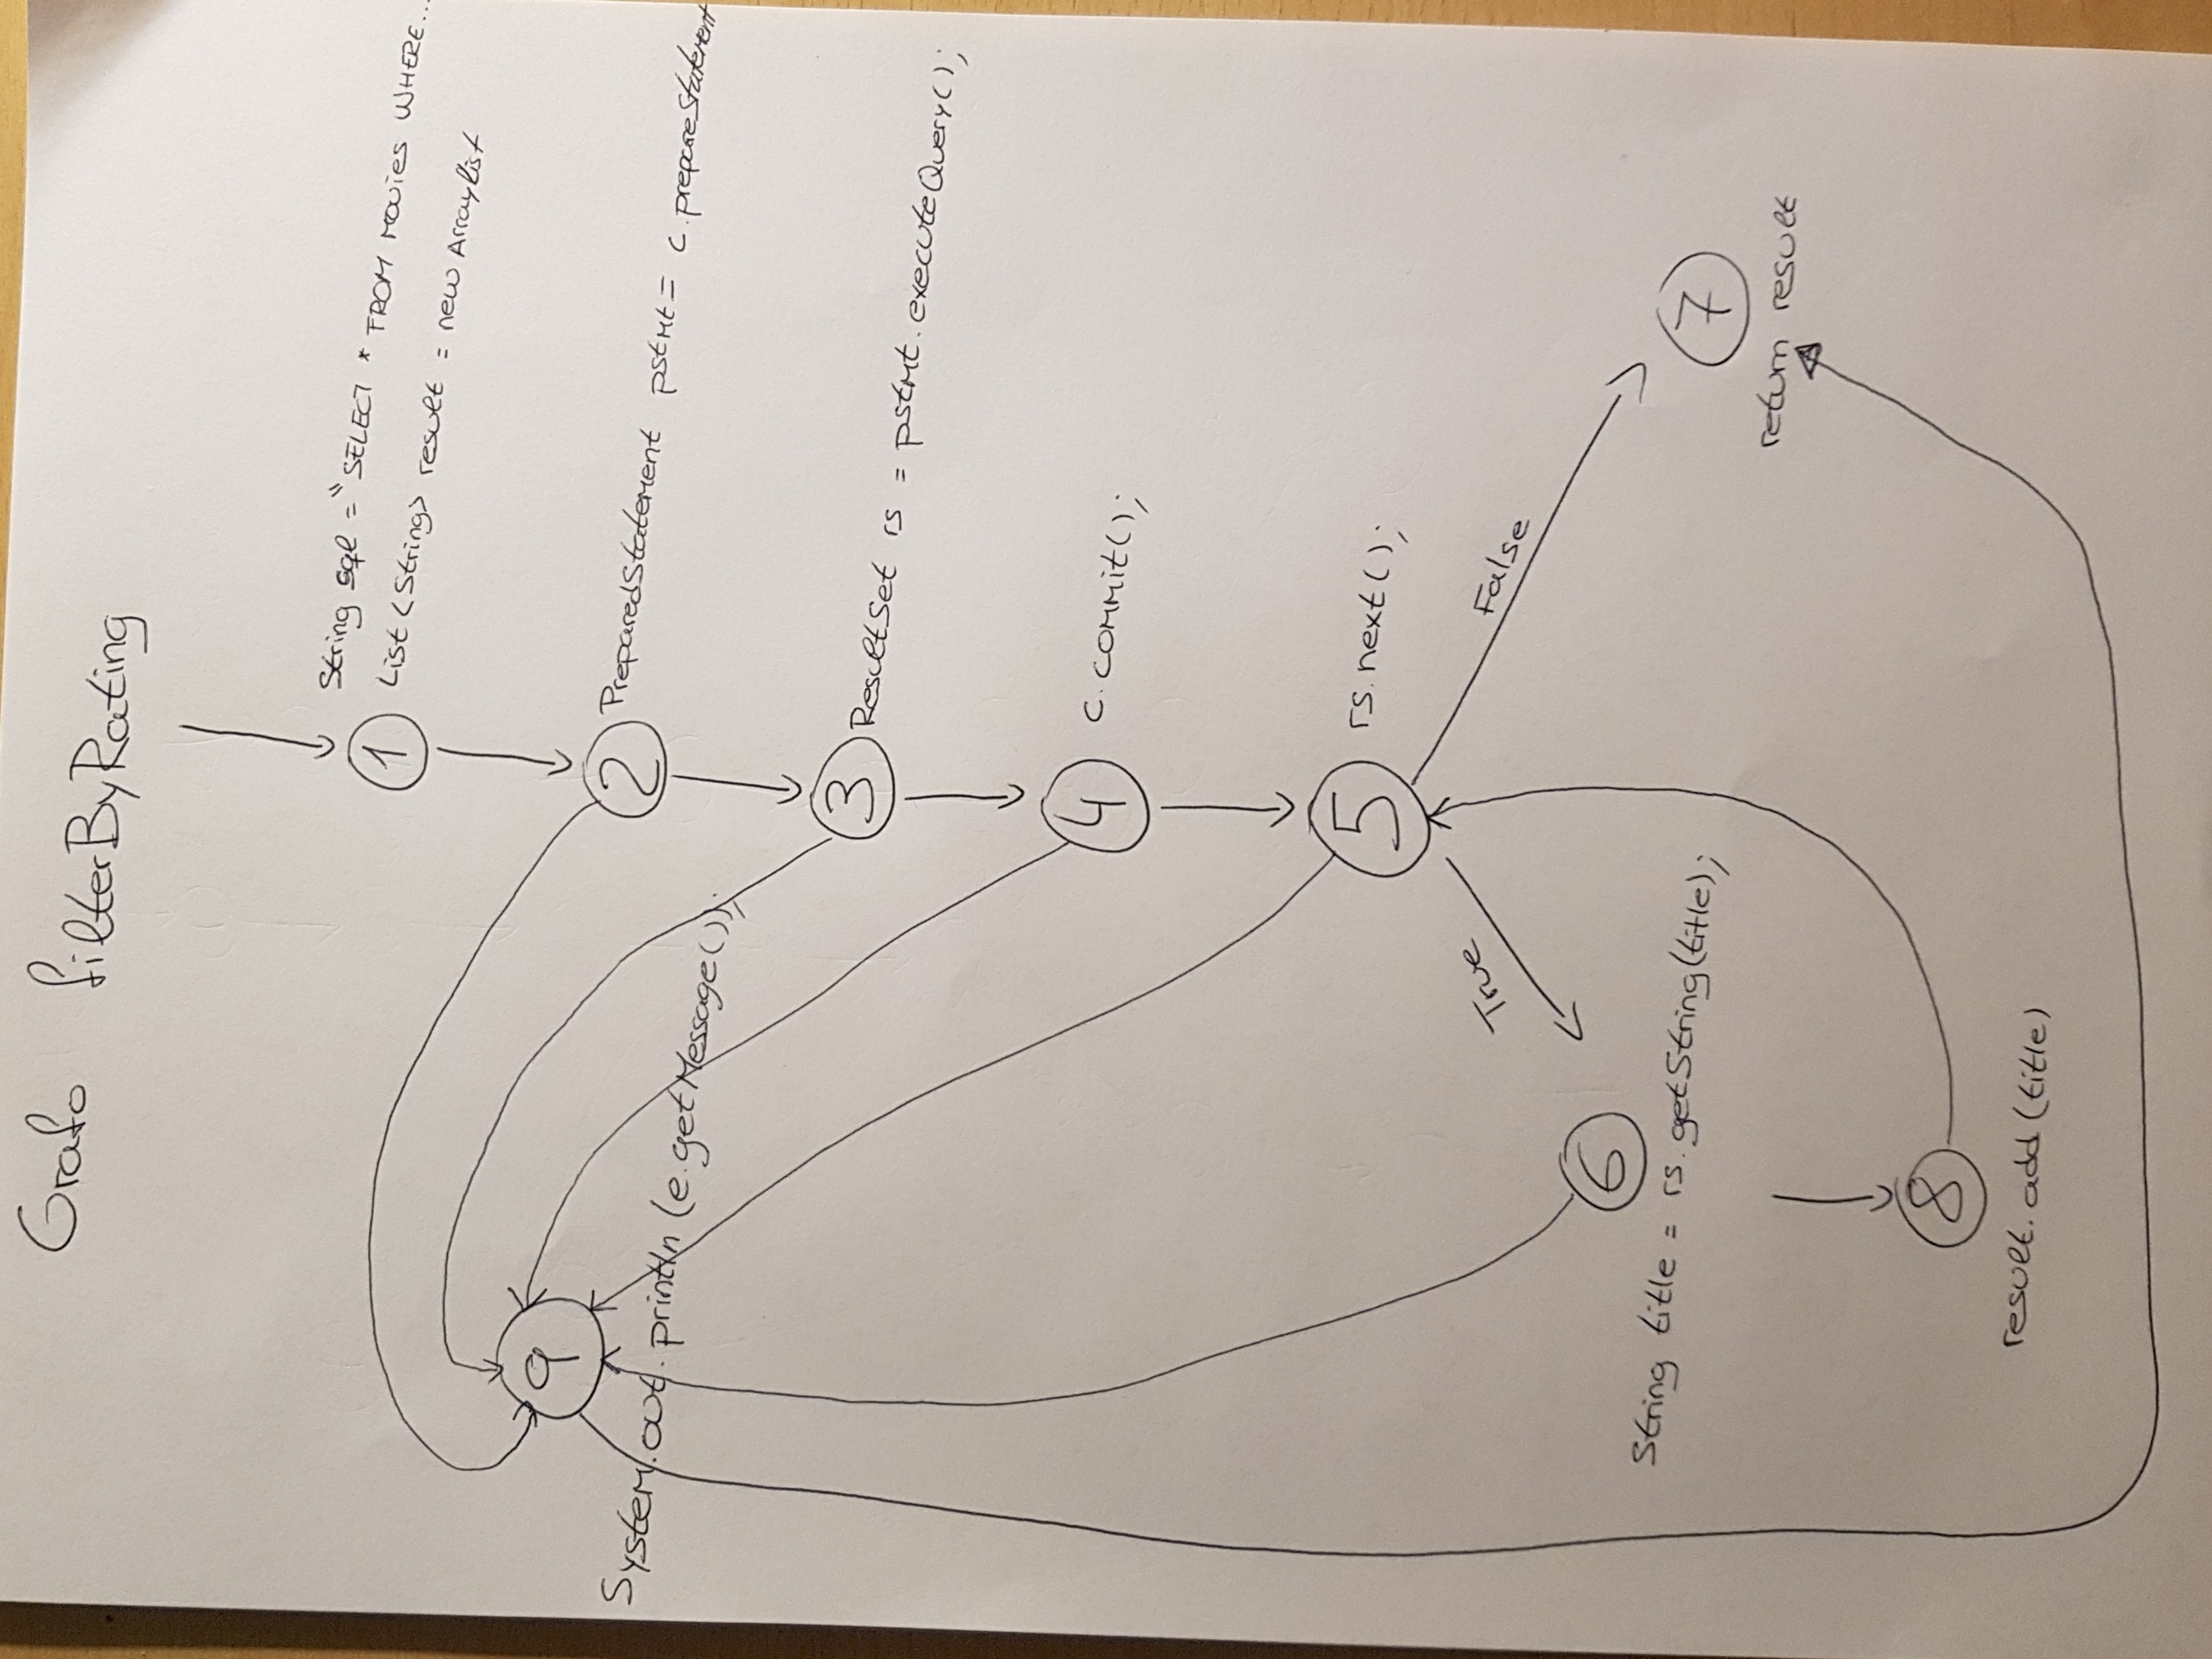 Grafo filterByRating
1
String sql = "SELECT * FROM Movies WHERE...
List<String> result = new Arraylist
9
System.out.println(e.getMessage());
2
PreparedStatement pstmt = c.prepareStatement
3
ResultSet rs = pstmt.executeQuery();
4
c.commit();
5
rs.next();
True
False
6
String title = rs.getString(title);
7
return result
8
result.add(title)